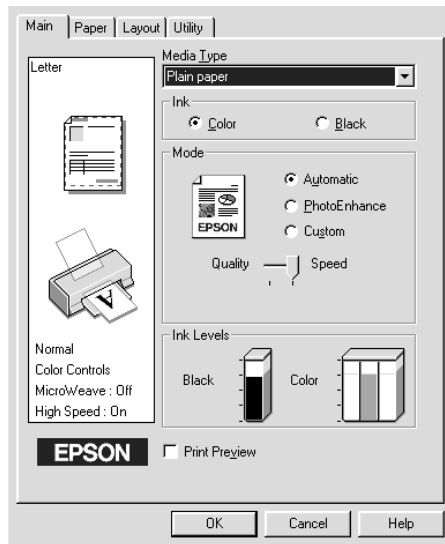 Main Paper Layout Utility
Letter
Media Type
Plain paper
Ink
Color Black
Mode
EPSON
Automatic
PhotoEnhance
Custom
Quality Speed
Ink Levels
Black Color
Normal
Color Controls
MicroWeave : Off
High Speed : On
EPSON
Print Preview
OK Cancel Help